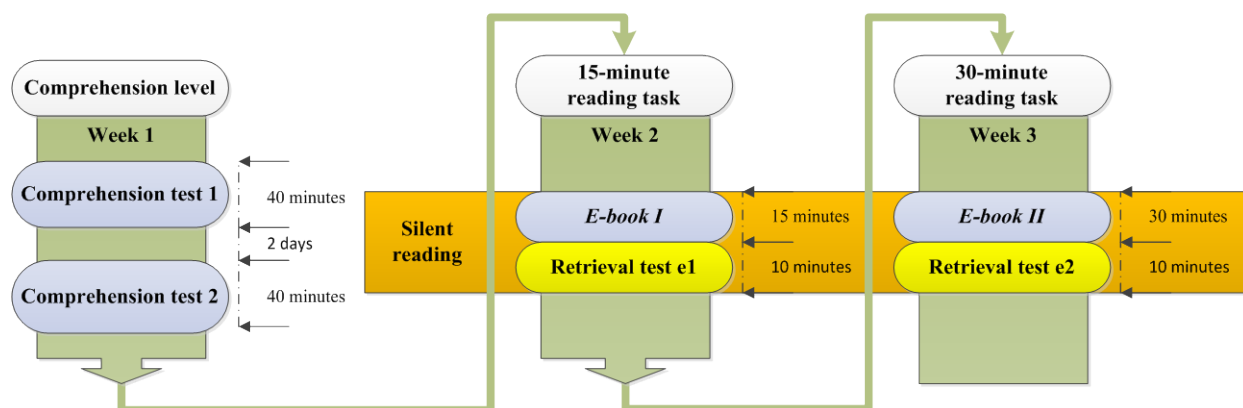 Comprehension level
Week 1
Comprehension test 1
40 minutes
2 days
Comprehension test 2
40 minutes
15-minute
reading task
Week 2
Silent
reading
E-book I
15 minutes
Retrieval test e1
10 minutes
30-minute
reading task
Week 3
E-book II
30 minutes
Retrieval test e2
10 minutes